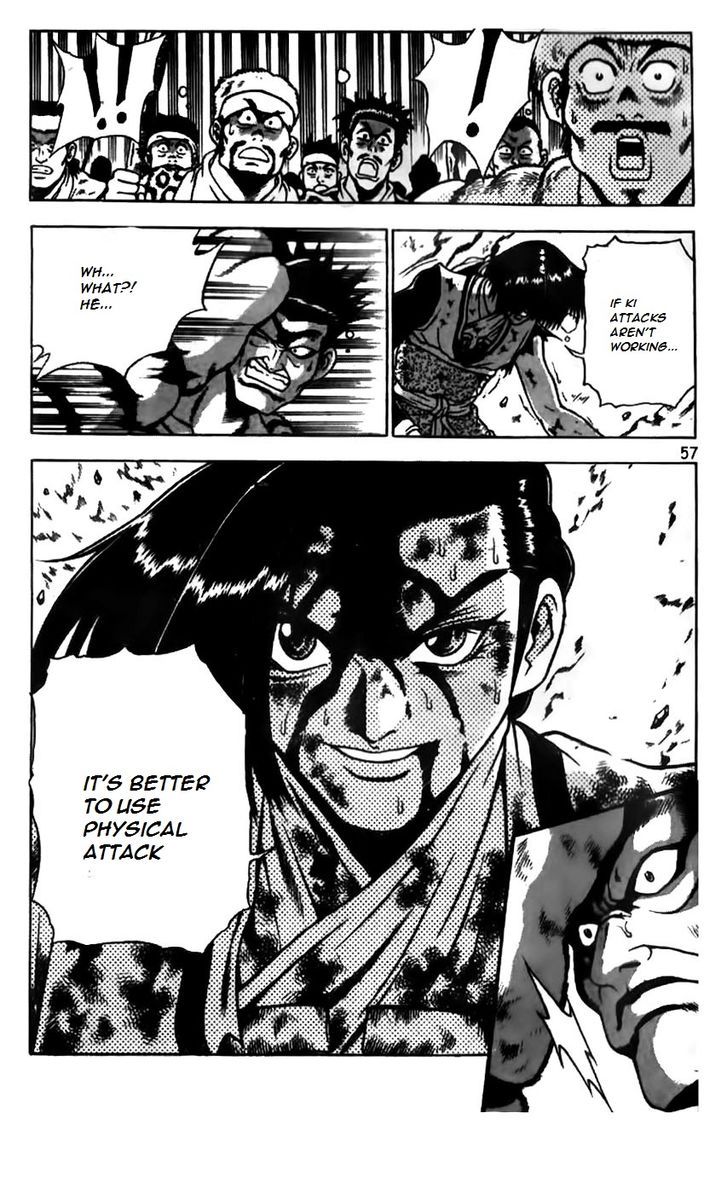 !!
!
WH...
WHAT?!
HE...
IF KI
ATTACKS
AREN'T
WORKING...
57
IT'S BETTER
TO USE
PHYSICAL
ATTACK